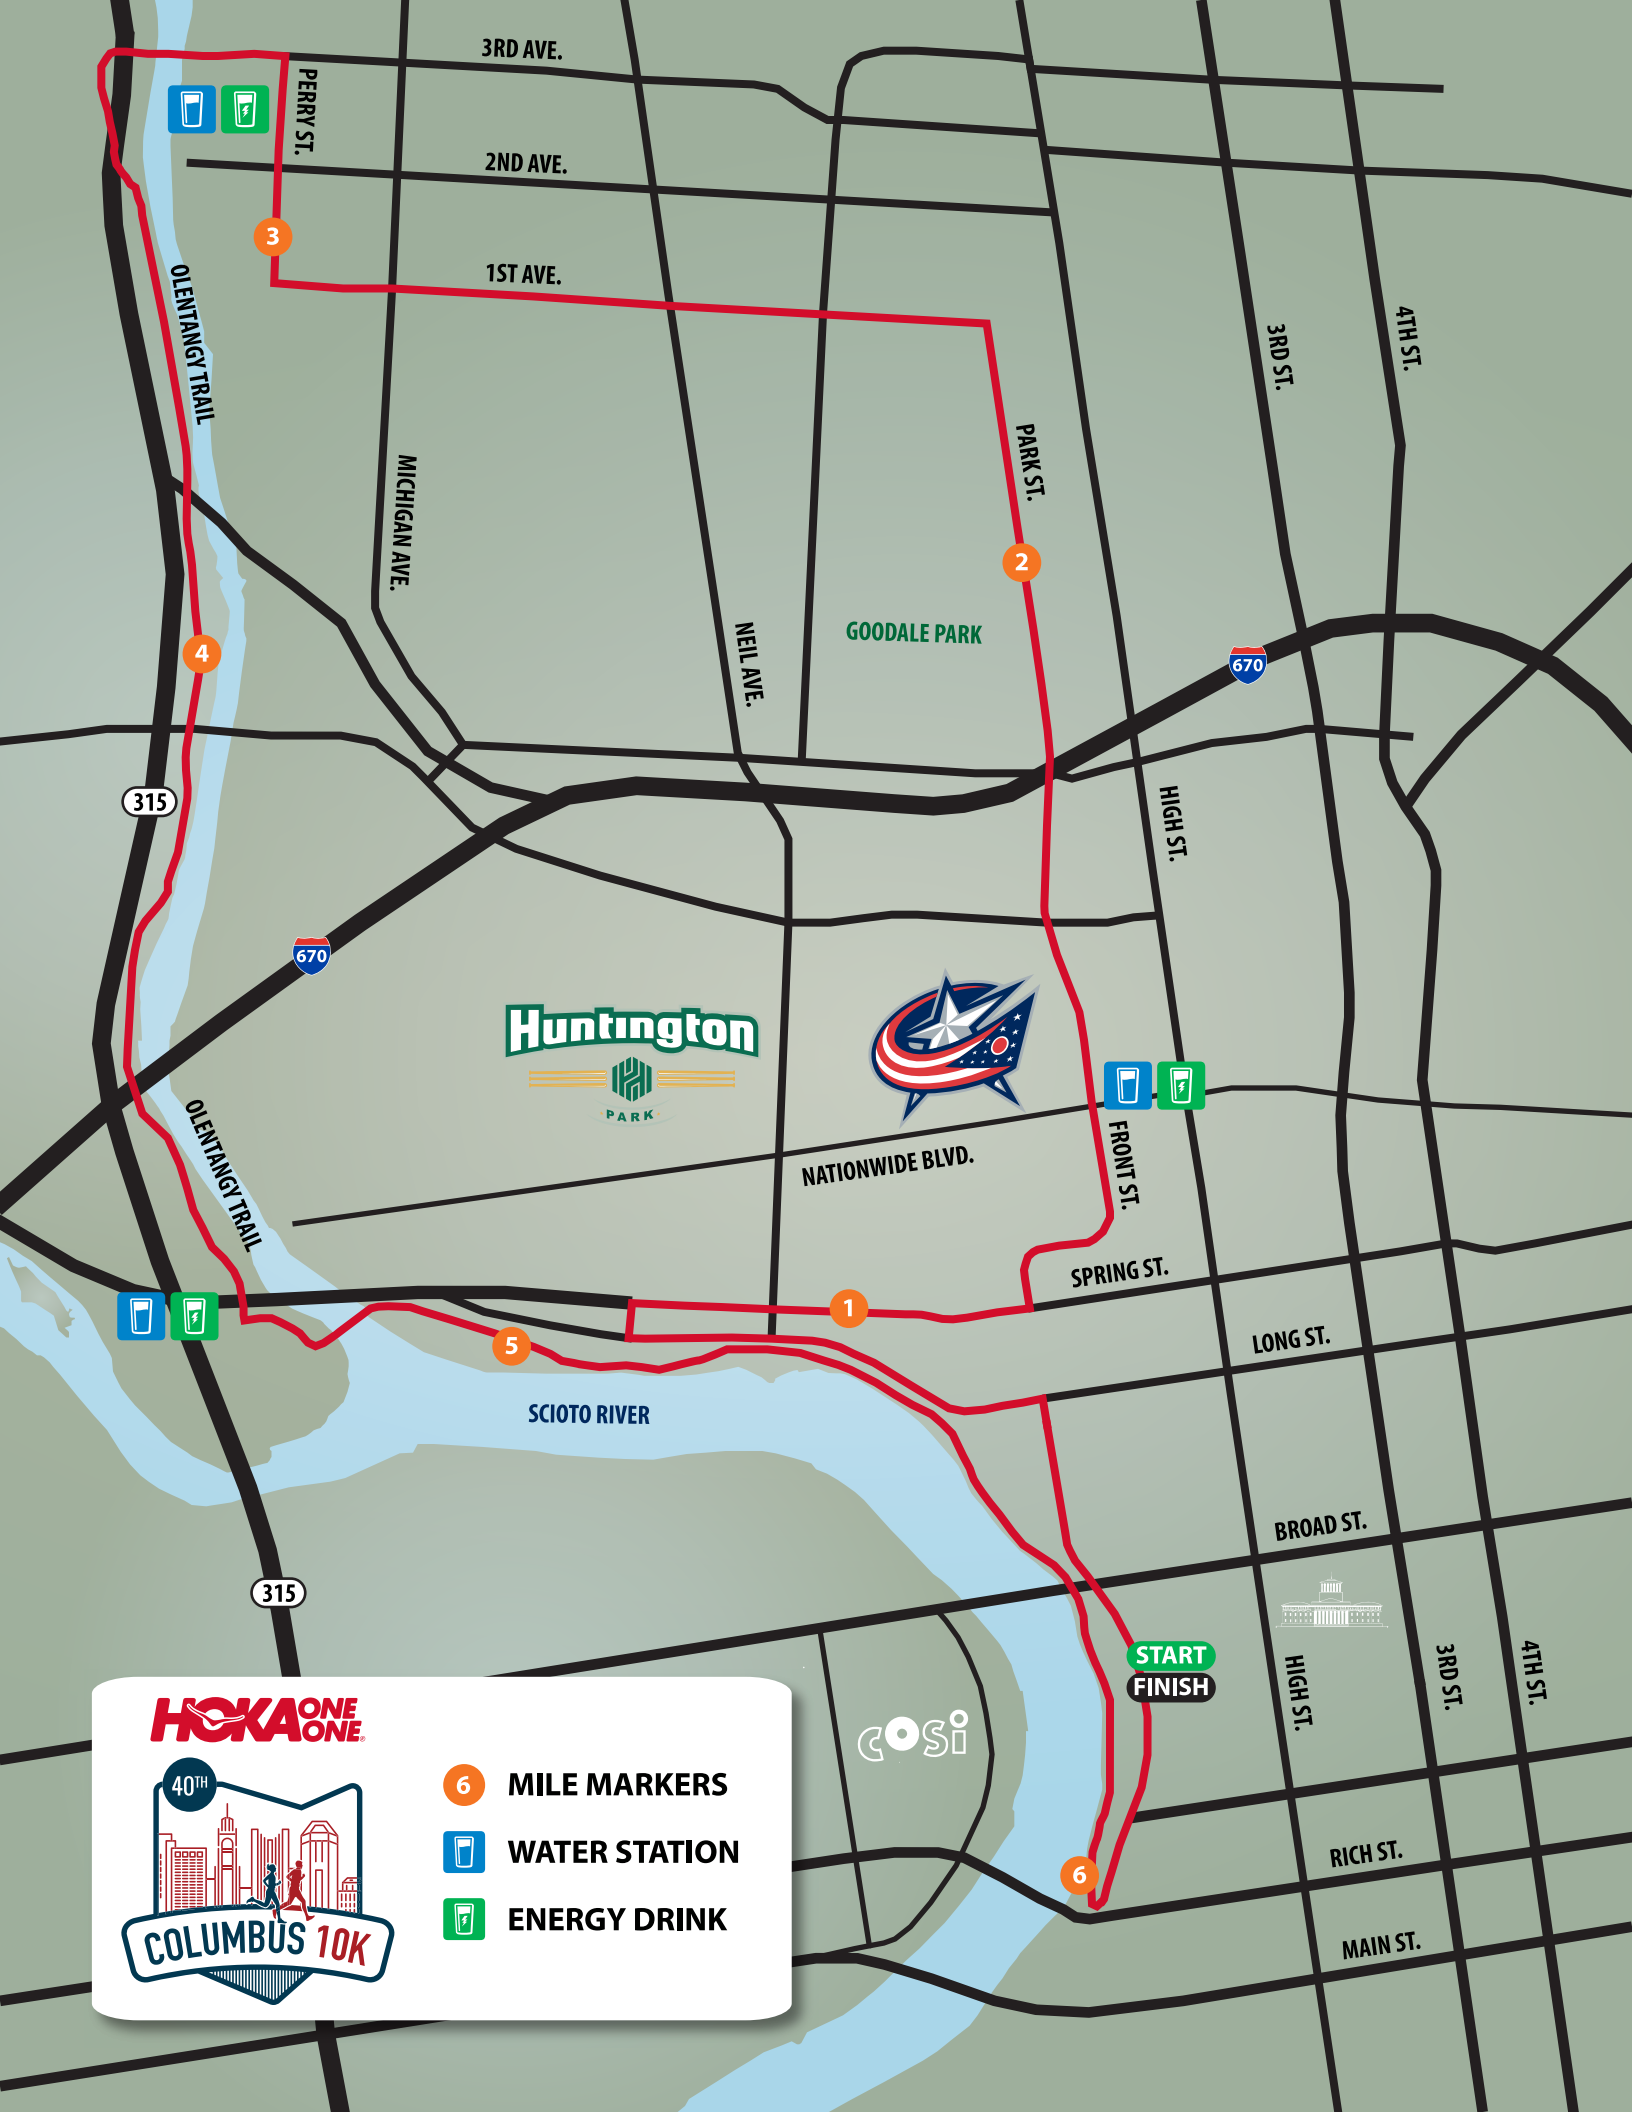 3RD AVE.
PERRY ST.
2ND AVE.
3
1ST AVE.
OLENTANGY TRAIL
3RD ST.
4TH ST.
PARK ST.
MICHIGAN AVE.
2
NEIL AVE.
GOODALE PARK
4
670
315
HIGH ST.
670
Huntington
PARK
FRONT ST.
OLENTANGY TRAIL
NATIONWIDE BLVD.
SPRING ST.
1
5
LONG ST.
SCIOTO RIVER
BROAD ST.
315
START
FINISH
HIGH ST.
3RD ST.
4TH ST.
COSI
HOKA ONE ONE
40TH
6 MILE MARKERS
WATER STATION
ENERGY DRINK
COLUMBUS 10K
6
RICH ST.
MAIN ST.